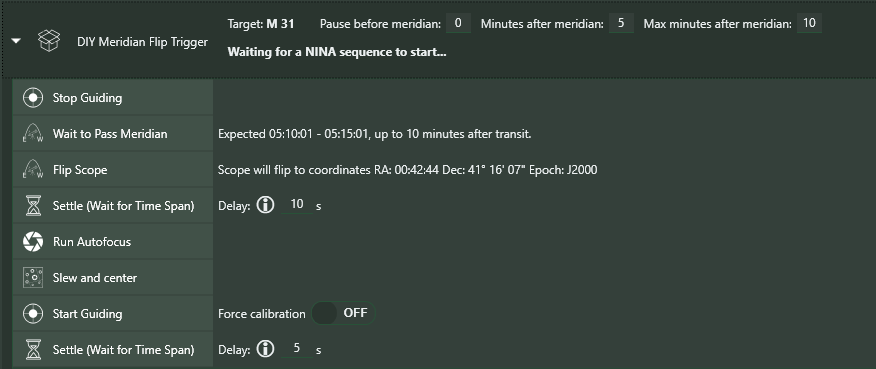 DIY Meridian Flip Trigger
Target: M 31 Pause before meridian: 0 Minutes after meridian: 5 Max minutes after meridian: 10
Waiting for a NINA sequence to start...
Stop Guiding
E W Wait to Pass Meridian Expected 05:10:01 - 05:15:01, up to 10 minutes after transit.
E W Flip Scope Scope will flip to coordinates RA: 00:42:44 Dec: 41° 16' 07" Epoch: J2000
Settle (Wait for Time Span) Delay: 10 s
Run Autofocus
Slew and center
Start Guiding Force calibration OFF
Settle (Wait for Time Span) Delay: 5 s